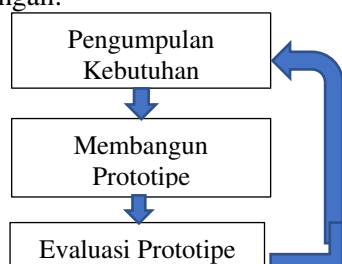 ngan.
Pengumpulan
Kebutuhan
Membangun
Prototipe
Evaluasi Prototipe